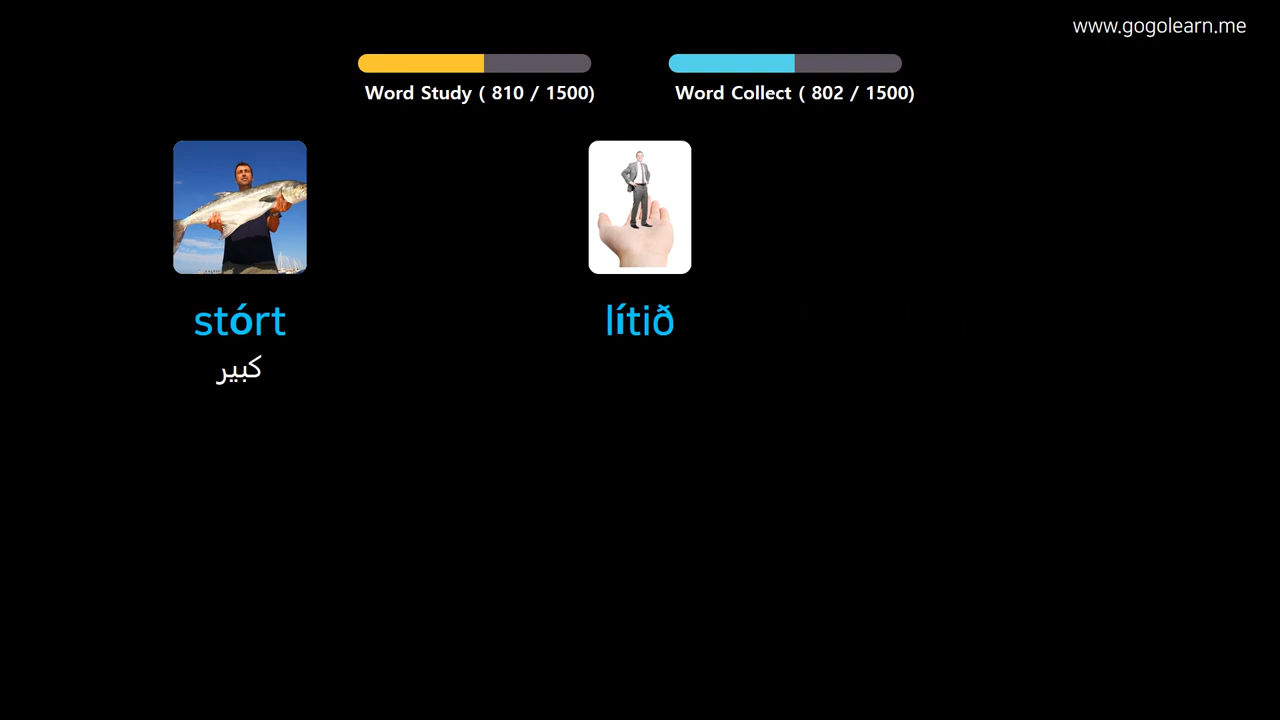 www.gogolearn.me
Word Study ( 810 / 1500)
Word Collect ( 802 / 1500)
stórt
lítið
كبير